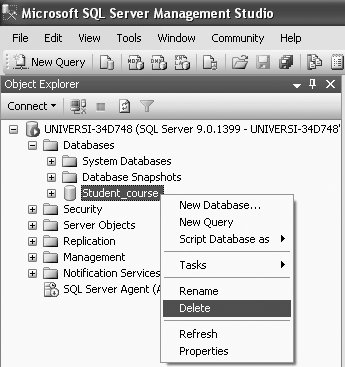 Microsoft SQL Server Management Studio
File Edit View Tools Window Community Help
New Query
Object Explorer
Connect
UNIVERSI-34D748 (SQL Server 9.0.1399 - UNIVERSI-34D748\
Databases
System Databases
Database Snapshots
Student_course
Security
Server Objects
Replication
Management
Notification Services
SQL Server Agent (A
New Database...
New Query
Script Database as
Tasks
Rename
Delete
Refresh
Properties